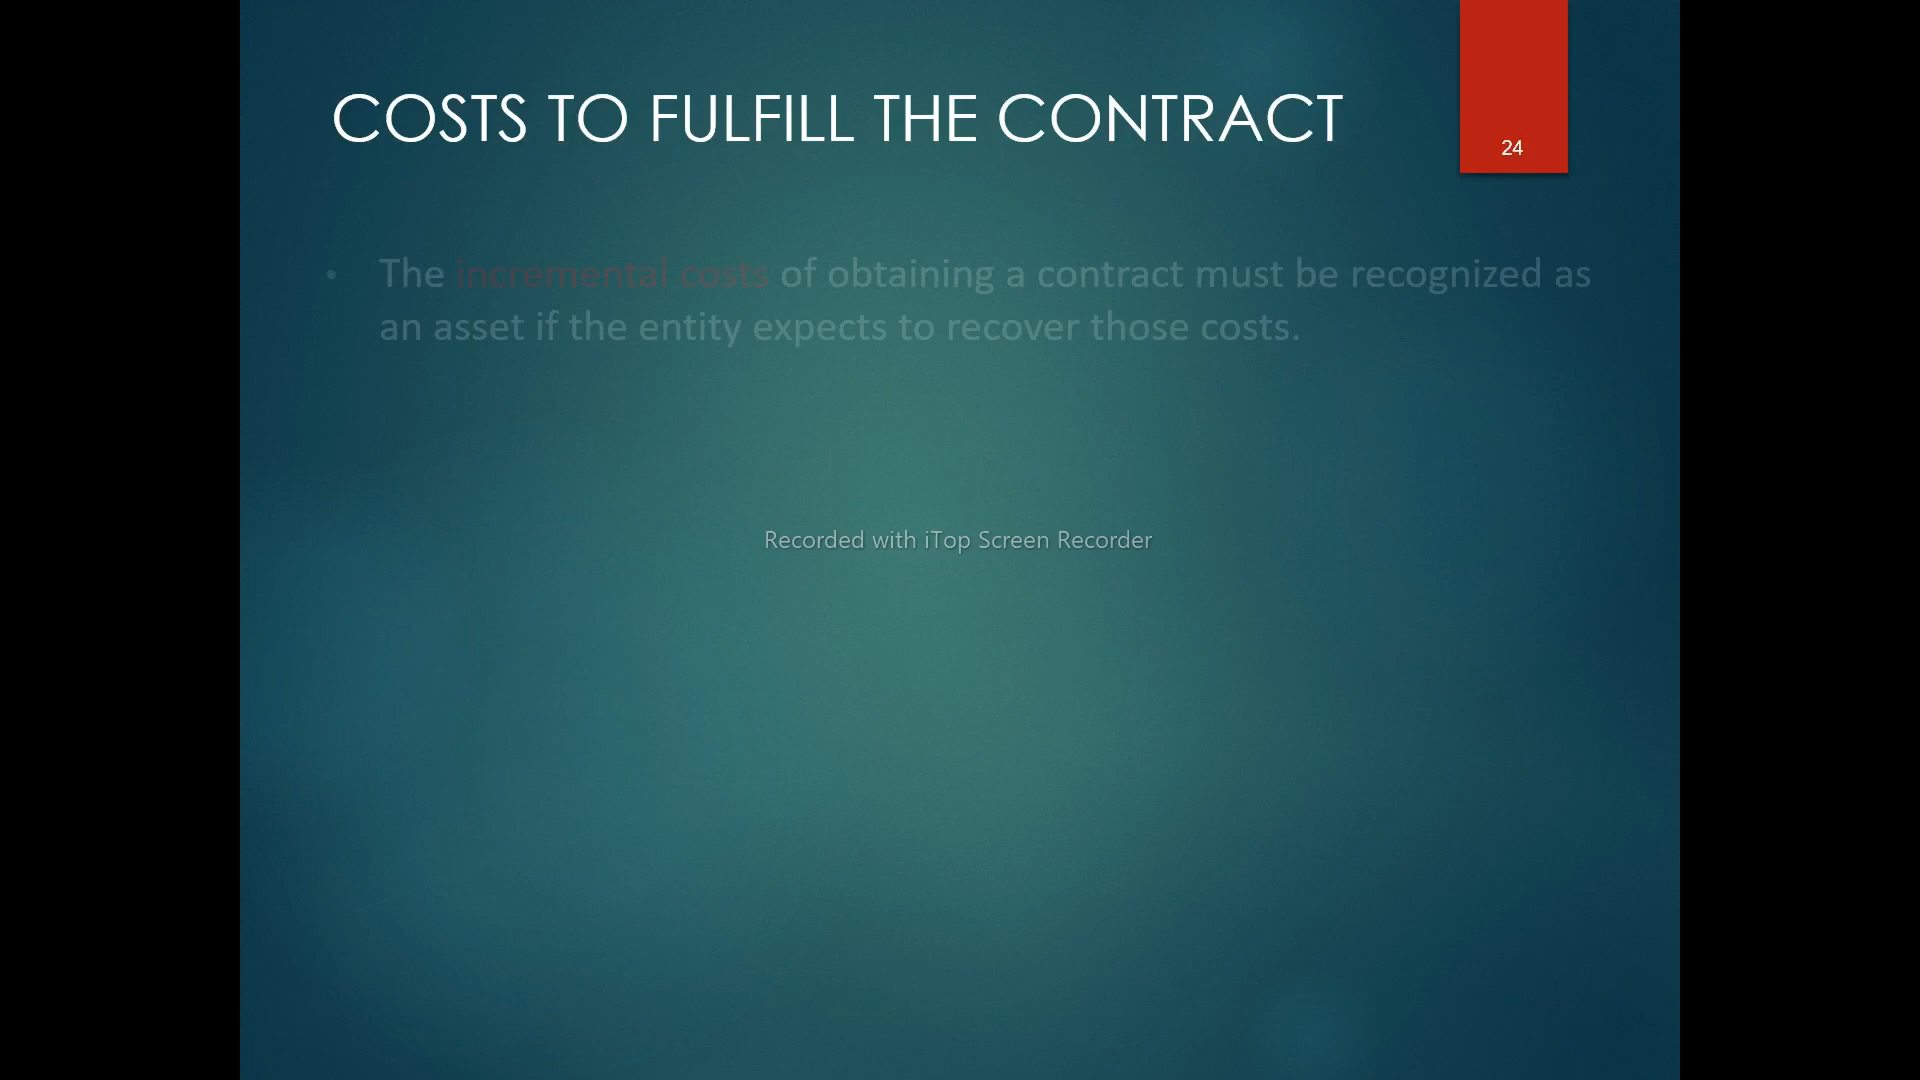 COSTS TO FULFILL THE CONTRACT
24
• The incremental costs of obtaining a contract must be recognized as
an asset if the entity expects to recover those costs.
Recorded with iTop Screen Recorder